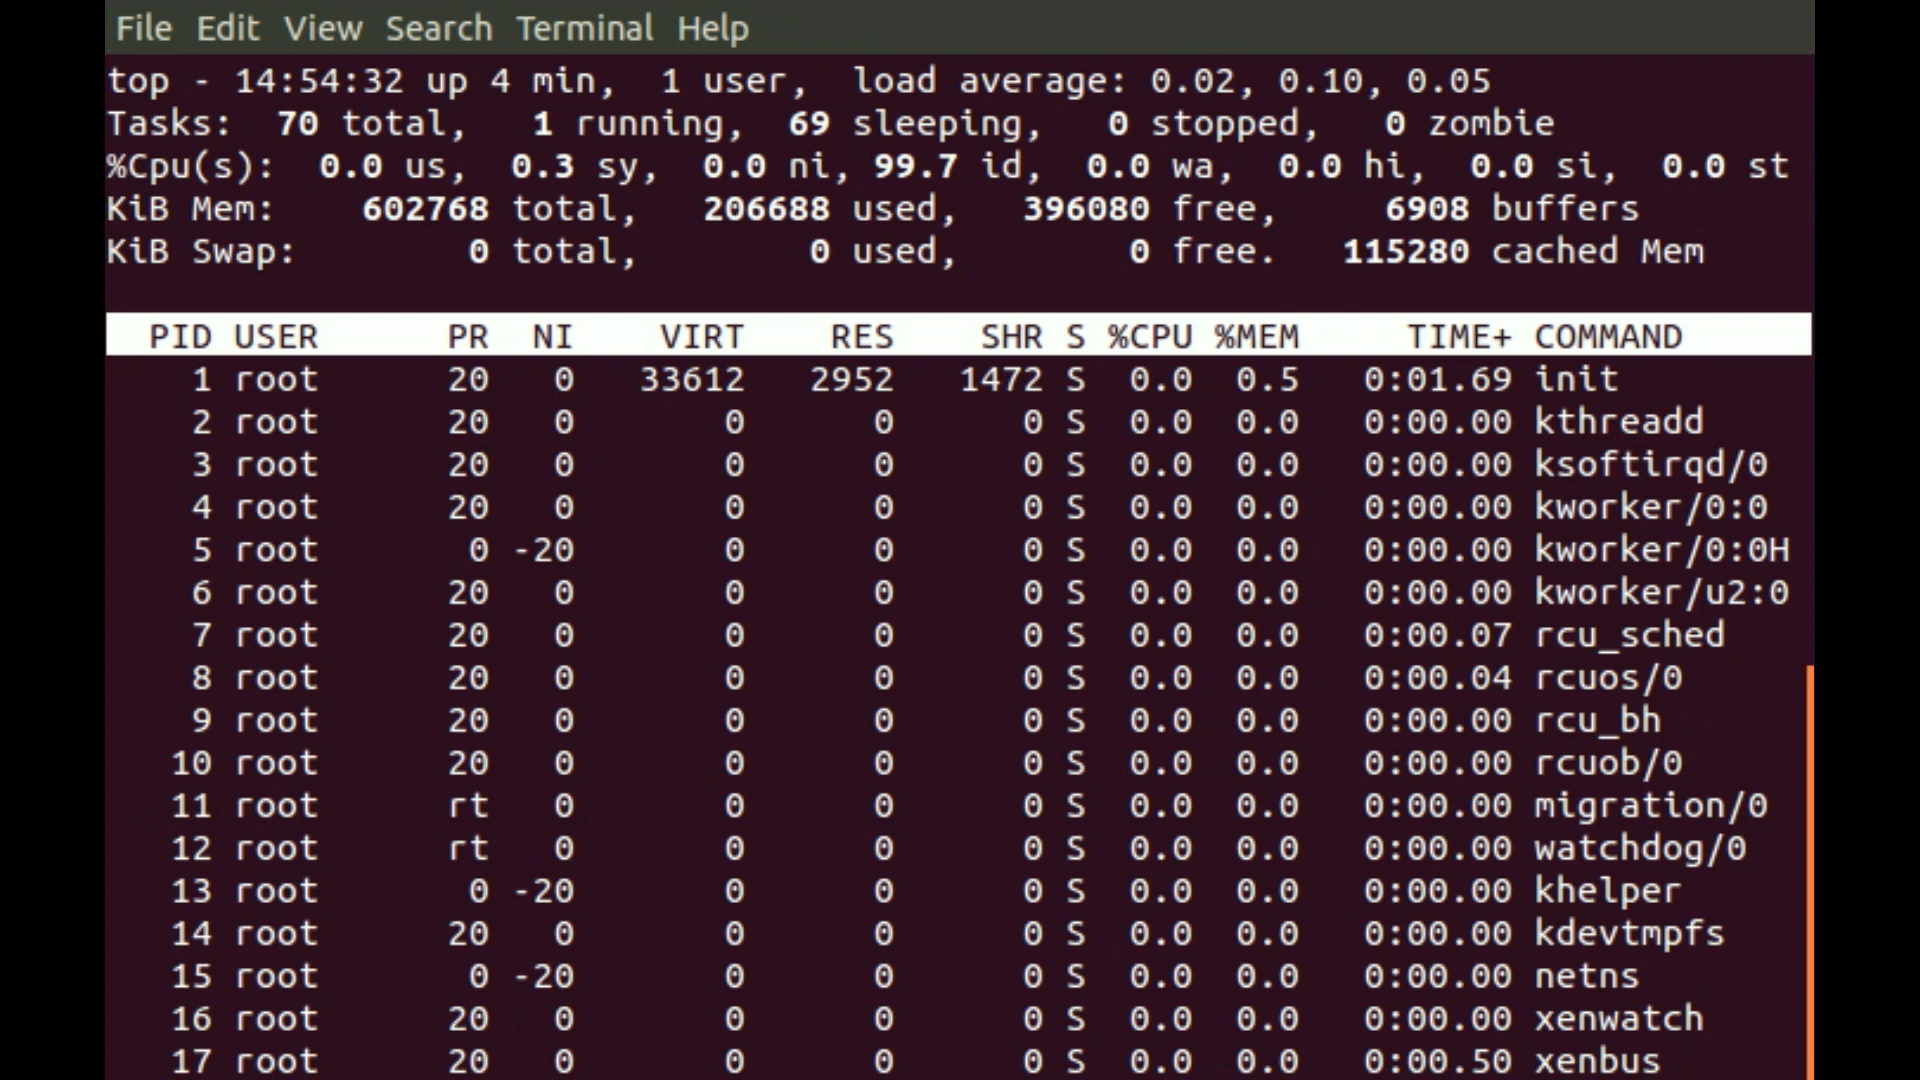 File Edit View Search Terminal Help
top - 14:54:32 up 4 min,  1 user,  load average: 0.02, 0.10, 0.05
Tasks:  70 total,   1 running,  69 sleeping,   0 stopped,   0 zombie
%Cpu(s):  0.0 us,  0.3 sy,  0.0 ni, 99.7 id,  0.0 wa,  0.0 hi,  0.0 si,  0.0 st
KiB Mem:    602768 total,   206688 used,   396080 free,     6908 buffers
KiB Swap:        0 total,        0 used,        0 free.   115280 cached Mem
PID USER      PR  NI    VIRT    RES    SHR S %CPU %MEM     TIME+ COMMAND
1 root      20   0   33612   2952   1472 S  0.0  0.5   0:01.69 init
2 root      20   0       0      0      0 S  0.0  0.0   0:00.00 kthreadd
3 root      20   0       0      0      0 S  0.0  0.0   0:00.00 ksoftirqd/0
4 root      20   0       0      0      0 S  0.0  0.0   0:00.00 kworker/0:0
5 root       0 -20       0      0      0 S  0.0  0.0   0:00.00 kworker/0:0H
6 root      20   0       0      0      0 S  0.0  0.0   0:00.00 kworker/u2:0
7 root      20   0       0      0      0 S  0.0  0.0   0:00.07 rcu_sched
8 root      20   0       0      0      0 S  0.0  0.0   0:00.04 rcuos/0
9 root      20   0       0      0      0 S  0.0  0.0   0:00.00 rcu_bh
10 root      20   0       0      0      0 S  0.0  0.0   0:00.00 rcuob/0
11 root      rt   0       0      0      0 S  0.0  0.0   0:00.00 migration/0
12 root      rt   0       0      0      0 S  0.0  0.0   0:00.00 watchdog/0
13 root       0 -20       0      0      0 S  0.0  0.0   0:00.00 khelper
14 root      20   0       0      0      0 S  0.0  0.0   0:00.00 kdevtmpfs
15 root       0 -20       0      0      0 S  0.0  0.0   0:00.00 netns
16 root      20   0       0      0      0 S  0.0  0.0   0:00.00 xenwatch
17 root      20   0       0      0      0 S  0.0  0.0   0:00.50 xenbus